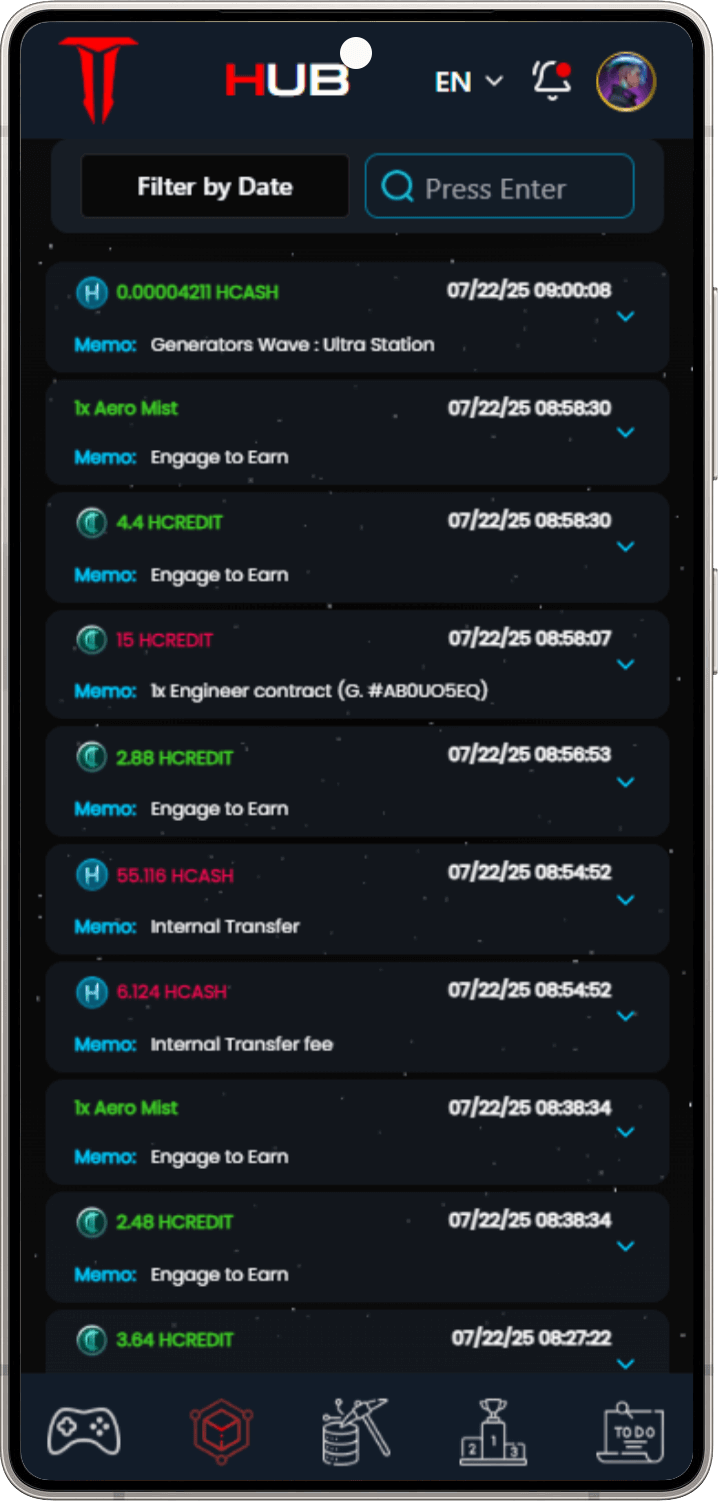 HUB
EN
Filter by Date
Press Enter
0.00004211 HCASH 07/22/25 09:00:08
Memo: Generators Wave : Ultra Station
1x Aero Mist 07/22/25 08:58:30
Memo: Engage to Earn
4.4 HCREDIT 07/22/25 08:58:30
Memo: Engage to Earn
15 HCREDIT 07/22/25 08:58:07
Memo: 1x Engineer contract (G. #AB0UO5EQ)
2.88 HCREDIT 07/22/25 08:56:53
Memo: Engage to Earn
55.116 HCASH 07/22/25 08:54:52
Memo: Internal Transfer
6.124 HCASH 07/22/25 08:54:52
Memo: Internal Transfer fee
1x Aero Mist 07/22/25 08:38:34
Memo: Engage to Earn
2.48 HCREDIT 07/22/25 08:38:34
Memo: Engage to Earn
3.64 HCREDIT 07/22/25 08:27:22
2 1 3
TO DO